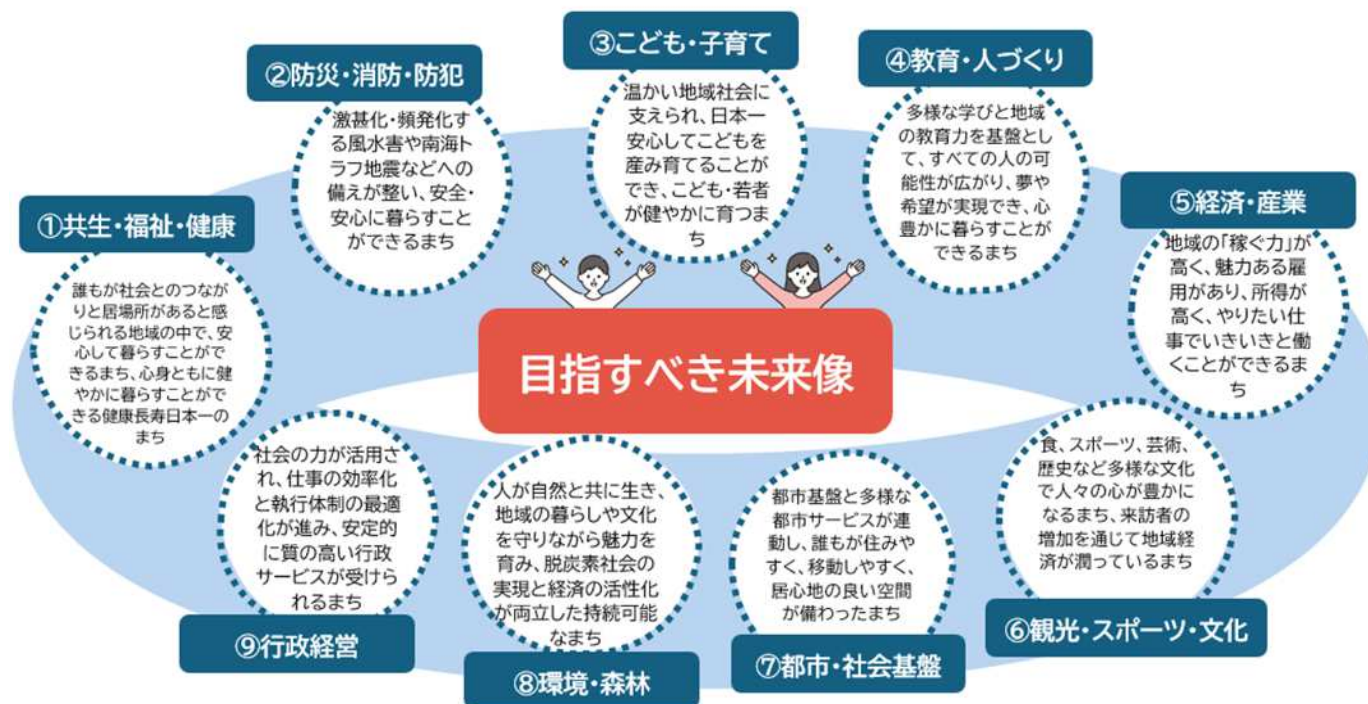 ①共生・福祉・健康
誰もが社会とのつなが
りと居場所があると感
じられる地域の中で、安
心して暮らすことがで
きるまち、心身ともに健
やかに暮らすことがで
きる健康長寿日本一の
まち
②防災・消防・防犯
激甚化・頻発化す
る風水害や南海ト
ラフ地震などへの
備えが整い、安全・
安心に暮らすこと
ができるまち
③こども・子育て
温かい地域社会に
支えられ、日本一
安心してこどもを
産み育てることが
でき、こども・若者
が健やかに育つま
ち
④教育・人づくり
多様な学びと地域
の教育力を基盤とし
て、すべての人の可
能性が広がり、夢や
希望が実現でき、心
豊かに暮らすことが
できるまち
⑤経済・産業
地域の「稼ぐ力」が
高く、魅力ある雇
用があり、所得が
高く、やりたい仕
事でいきいきと働
くことができるま
ち
目指すべき未来像
食、スポーツ、芸術、
歴史など多様な文化
で人々の心が豊かに
なるまち、来訪者の
増加を通じて地域経
済が潤っているまち
⑥観光・スポーツ・文化
都市基盤と多様な
都市サービスが連
動し、誰もが住みや
すく、移動しやすく、
居心地の良い空間
が備わったまち
⑦都市・社会基盤
人が自然と共に生き、
地域の暮らしや文化
を守りながら魅力を
育み、脱炭素社会の
実現と経済の活性化
が両立した持続可能
なまち
⑧環境・森林
社会の力が活用さ
れ、仕事の効率化
と執行体制の最適
化が進み、安定的
に質の高い行政
サービスが受けら
れるまち
⑨行政経営